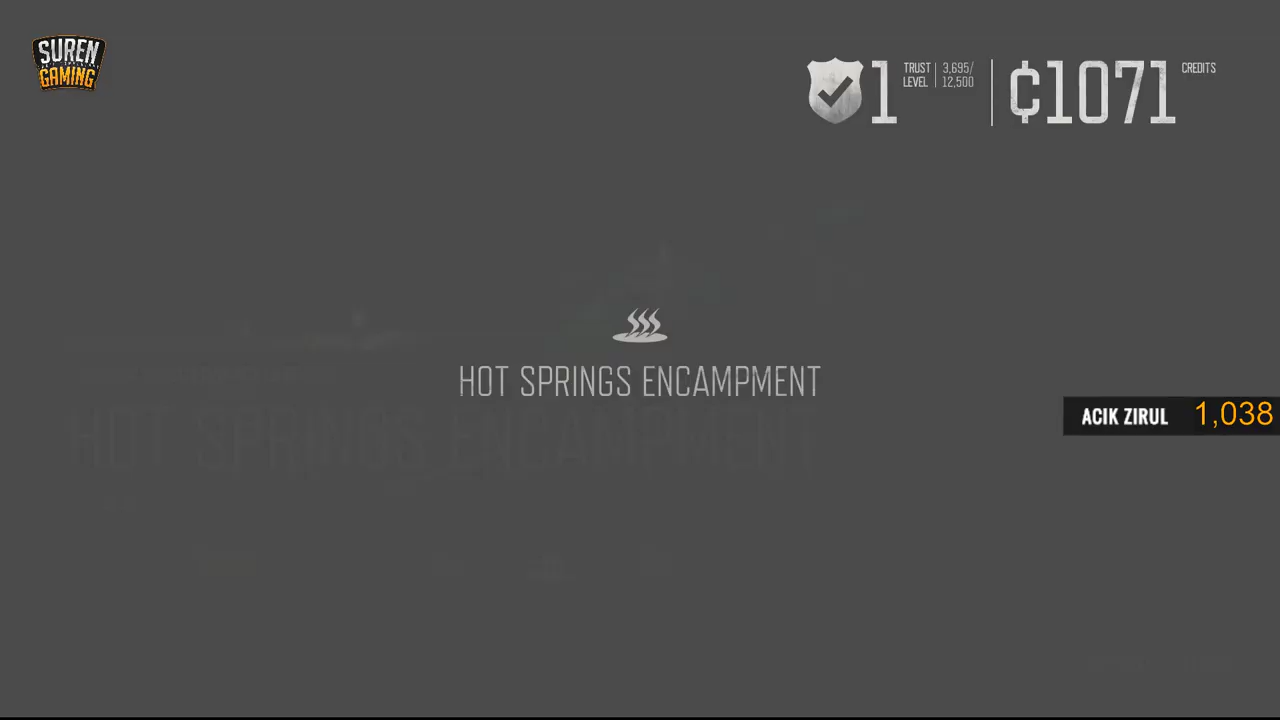 SUREN
GAMING
1
TRUST LEVEL
3,695/
12,500
¢1071
CREDITS
HOT SPRINGS ENCAMPMENT
HOT SPRINGS ENCAMPMENT
ACIK ZIRUL 1,038